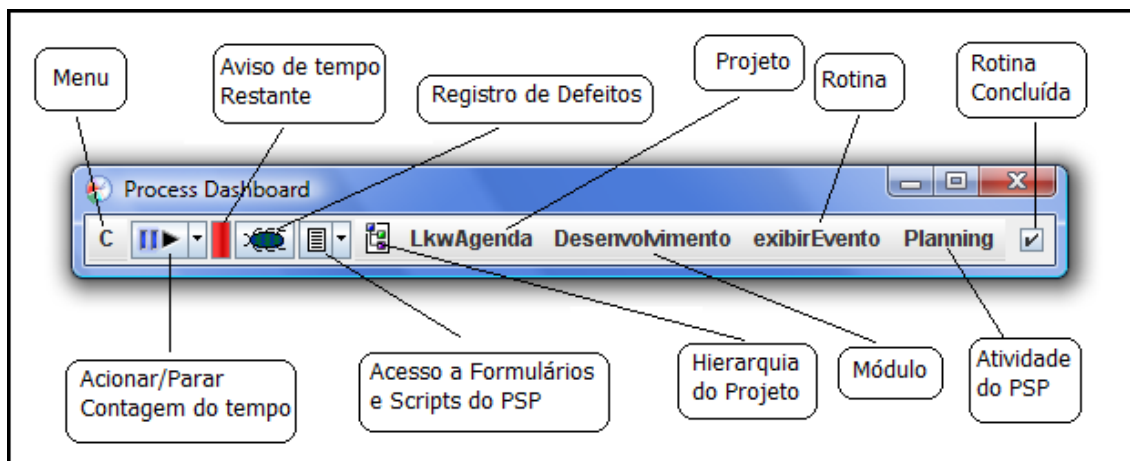 Menu
Aviso de tempo
Restante
Registro de Defeitos
Projeto
Rotina
Rotina
Concluída
Process Dashboard
C
LkwAgenda Desenvolvimento exibirEvento Planning
Acionar/Parar
Contagem do tempo
Acesso a Formulários
e Scripts do PSP
Hierarquia
do Projeto
Módulo
Atividade
do PSP